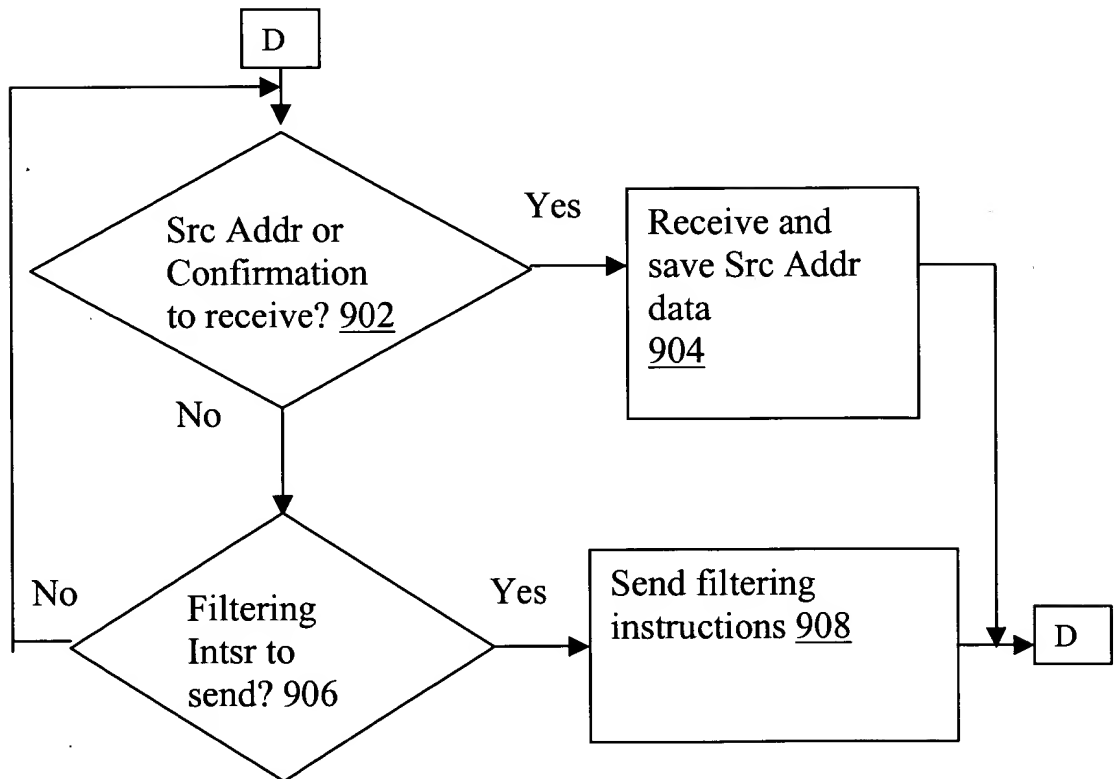 D
Src Addr or
Confirmation
to receive? 902
Yes
Receive and
save Src Addr
data
904
No
Filtering
Intsr to
send? 906
No
Yes
Send filtering
instructions 908
D